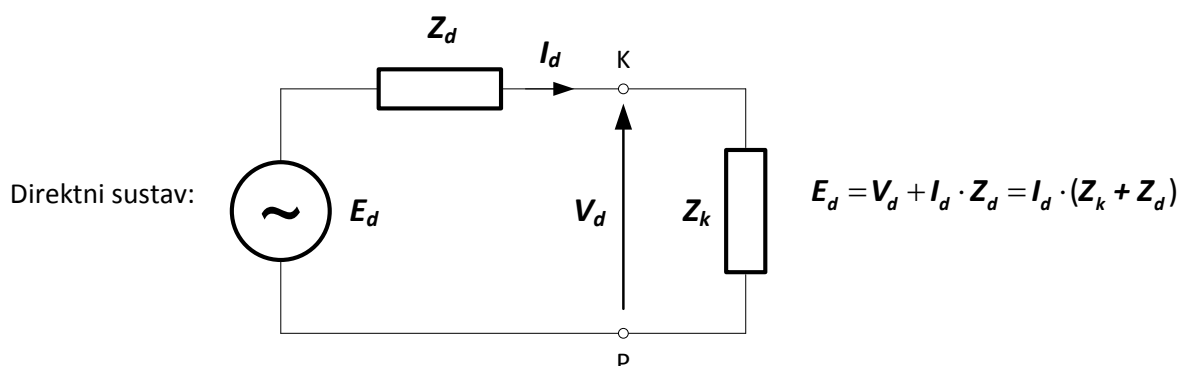 Z_d
I_d
K
Direktni sustav:
~
E_d
V_d
Z_k
E_d = V_d + I_d · Z_d = I_d · (Z_k + Z_d)
P